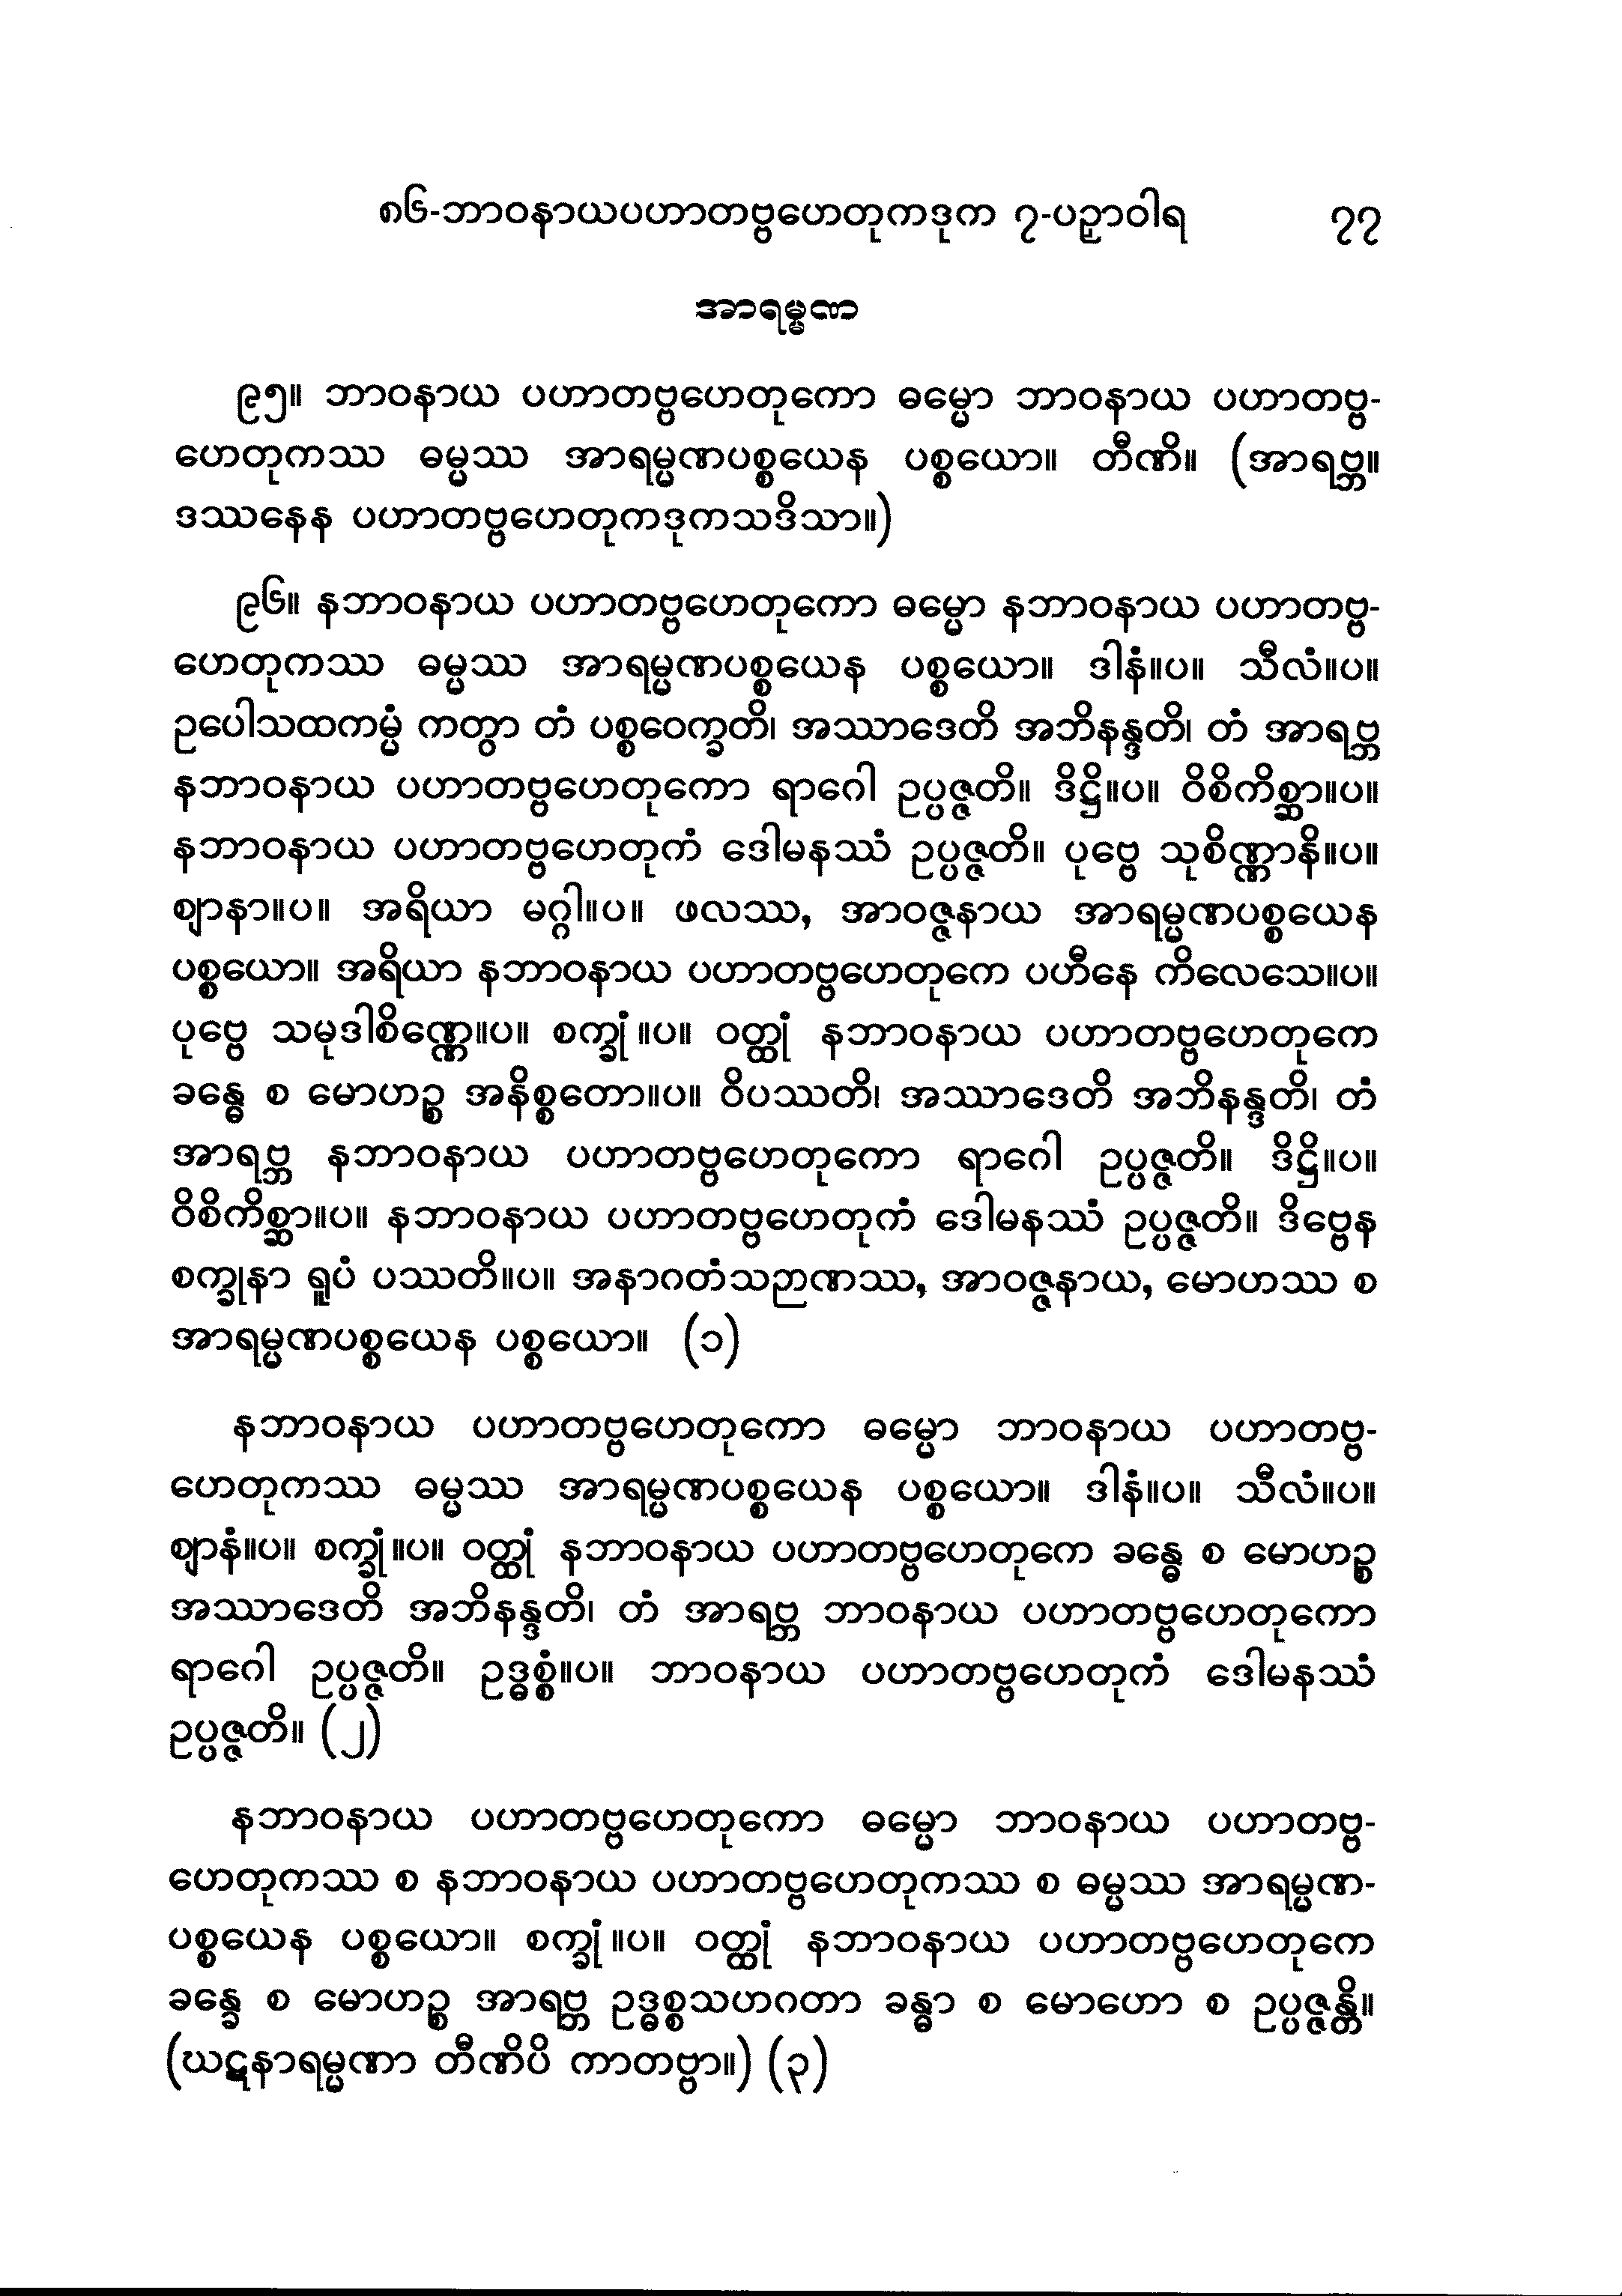 ၈၆-ဘာဝနာယပဟာတဗ္ဗဟေတုကဒုက ၇-ပဉှာဝါရ ၇၇
အာရမ္မဏ
၉၅။ ဘာဝနာယ ပဟာတဗ္ဗဟေတုကော ဓမ္မော ဘာဝနာယ ပဟာတဗ္ဗ-
ဟေတုကဿ ဓမ္မဿ အာရမ္မဏပစ္စယေန ပစ္စယော။ တီဏိ။ (အာရဗ္ဘ။
ဒဿနေန ပဟာတဗ္ဗဟေတုကဒုကသဒိသာ။)
၉၆။ နဘာဝနာယ ပဟာတဗ္ဗဟေတုကော ဓမ္မော နဘာဝနာယ ပဟာတဗ္ဗ-
ဟေတုကဿ ဓမ္မဿ အာရမ္မဏပစ္စယေန ပစ္စယော။ ဒါနံ။ပ။ သီလံ။ပ။
ဥပေါသထကမ္မံ ကတွာ တံ ပစ္စဝေက္ခတိ၊ အဿာဒေတိ အဘိနန္ဒတိ၊ တံ အာရဗ္ဘ
နဘာဝနာယ ပဟာတဗ္ဗဟေတုကော ရာဂေါ ဥပ္ပဇ္ဇတိ။ ဒိဋ္ဌိ။ပ။ ဝိစိကိစ္ဆာ။ပ။
နဘာဝနာယ ပဟာတဗ္ဗဟေတုကံ ဒေါမနဿံ ဥပ္ပဇ္ဇတိ။ ပုဗ္ဗေ သုစိဏ္ဏာနိ။ပ။
ဈာနာ။ပ။ အရိယာ မဂ္ဂါ။ပ။ ဖလဿ, အာဝဇ္ဇနာယ အာရမ္မဏပစ္စယေန
ပစ္စယော။ အရိယာ နဘာဝနာယ ပဟာတဗ္ဗဟေတုကေ ပဟီနေ ကိလေသေ။ပ။
ပုဗ္ဗေ သမုဒါစိဏ္ဏေ။ပ။ စက္ခုံ။ပ။ ဝတ္ထုံ နဘာဝနာယ ပဟာတဗ္ဗဟေတုကေ
ခန္ဓေ စ မောဟဉ္စ အနိစ္စတော။ပ။ ဝိပဿတိ၊ အဿာဒေတိ အဘိနန္ဒတိ၊ တံ
အာရဗ္ဘ နဘာဝနာယ ပဟာတဗ္ဗဟေတုကော ရာဂေါ ဥပ္ပဇ္ဇတိ။ ဒိဋ္ဌိ။ပ။
ဝိစိကိစ္ဆာ။ပ။ နဘာဝနာယ ပဟာတဗ္ဗဟေတုကံ ဒေါမနဿံ ဥပ္ပဇ္ဇတိ။ ဒိဗ္ဗေန
စက္ခုနာ ရူပံ ပဿတိ။ပ။ အနာဂတံသဉာဏဿ, အာဝဇ္ဇနာယ, မောဟဿ စ
အာရမ္မဏပစ္စယေန ပစ္စယော။ (၁)
နဘာဝနာယ ပဟာတဗ္ဗဟေတုကော ဓမ္မော ဘာဝနာယ ပဟာတဗ္ဗ-
ဟေတုကဿ ဓမ္မဿ အာရမ္မဏပစ္စယေန ပစ္စယော။ ဒါနံ။ပ။ သီလံ။ပ။
ဈာနံ။ပ။ စက္ခုံ။ပ။ ဝတ္ထုံ နဘာဝနာယ ပဟာတဗ္ဗဟေတုကေ ခန္ဓေ စ မောဟဉ္စ
အဿာဒေတိ အဘိနန္ဒတိ၊ တံ အာရဗ္ဘ ဘာဝနာယ ပဟာတဗ္ဗဟေတုကော
ရာဂေါ ဥပ္ပဇ္ဇတိ။ ဥဒ္ဓစ္စံ။ပ။ ဘာဝနာယ ပဟာတဗ္ဗဟေတုကံ ဒေါမနဿံ
ဥပ္ပဇ္ဇတိ။ (၂)
နဘာဝနာယ ပဟာတဗ္ဗဟေတုကော ဓမ္မော ဘာဝနာယ ပဟာတဗ္ဗ-
ဟေတုကဿ စ နဘာဝနာယ ပဟာတဗ္ဗဟေတုကဿ စ ဓမ္မဿ အာရမ္မဏ-
ပစ္စယေန ပစ္စယော။ စက္ခုံ။ပ။ ဝတ္ထုံ နဘာဝနာယ ပဟာတဗ္ဗဟေတုကေ
ခန္ခေ စ မောဟဉ္စ အာရဗ္ဘ ဥဒ္ဓစ္စသဟဂတာ ခန္ဓာ စ မောဟော စ ဥပ္ပဇ္ဇန္တိ။
(ဃဋနာရမ္မဏာ တီဏိပိ ကာတဗ္ဗာ။) (၃)